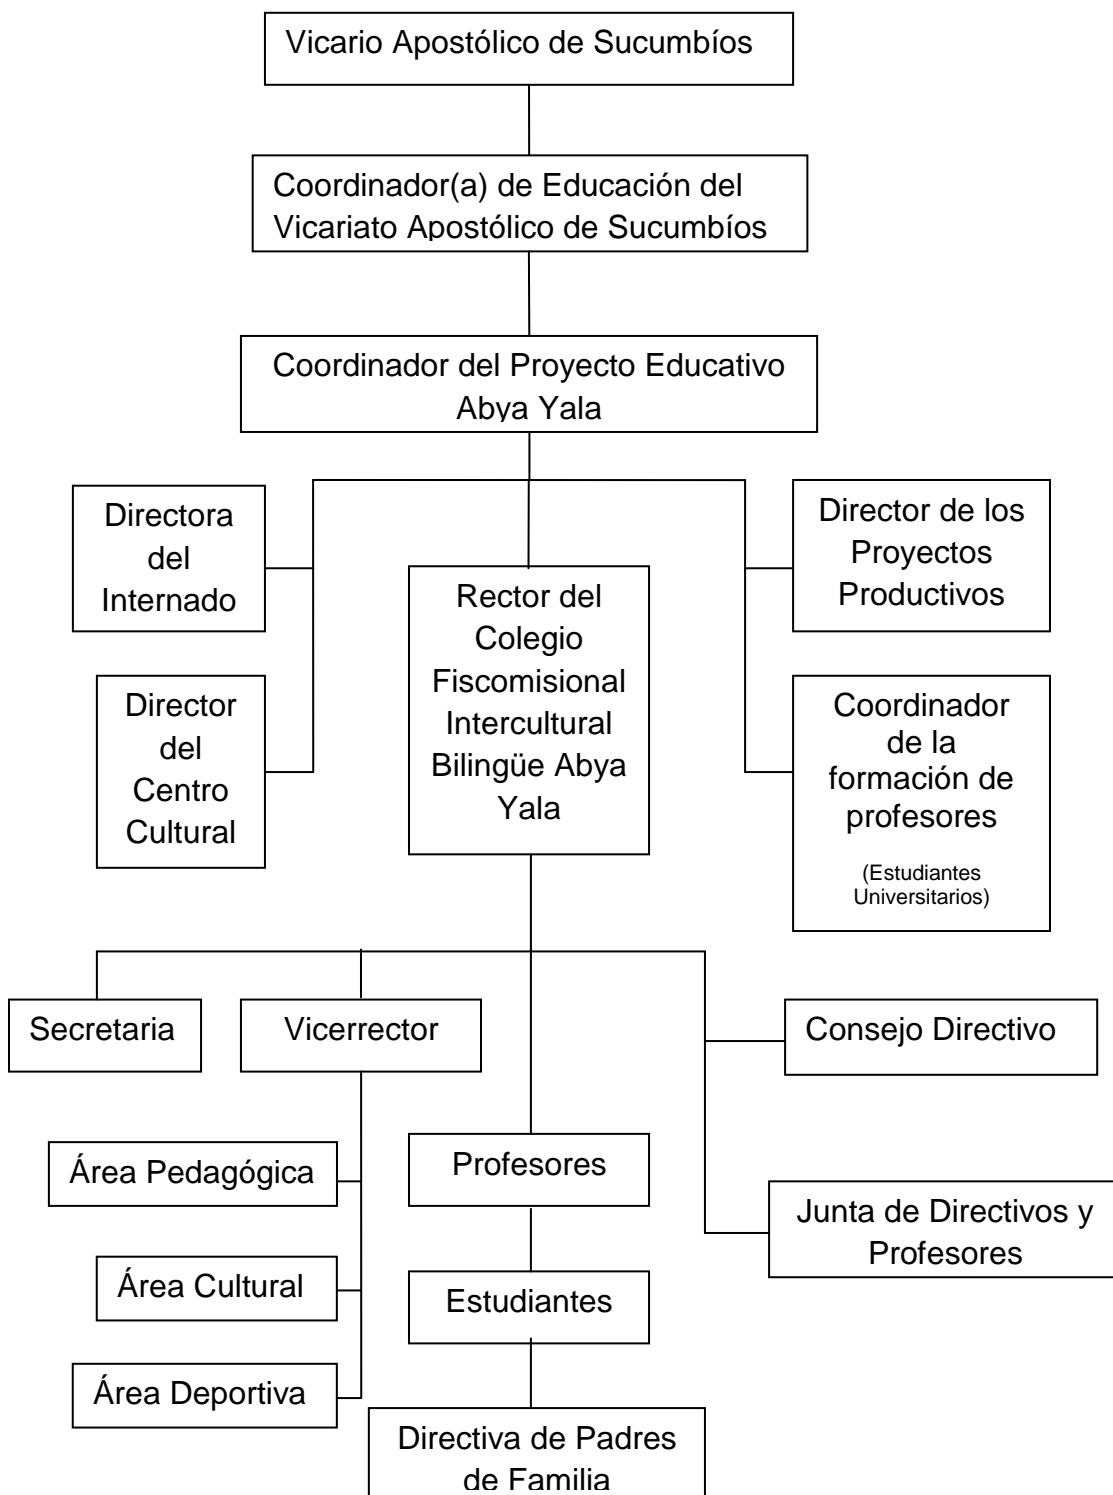 Vicario Apostólico de Sucumbíos
Coordinador(a) de Educación del
Vicariato Apostólico de Sucumbíos
Coordinador del Proyecto Educativo
Abya Yala
Directora
del
Internado
Director de los
Proyectos
Productivos
Rector del
Colegio
Fiscomisional
Intercultural
Bilingüe Abya
Yala
Director
del
Centro
Cultural
Coordinador
de la
formación de
profesores
(Estudiantes
Universitarios)
Secretaria
Vicerrector
Consejo Directivo
Área Pedagógica
Profesores
Junta de Directivos y
Profesores
Área Cultural
Estudiantes
Área Deportiva
Directiva de Padres
de Familia